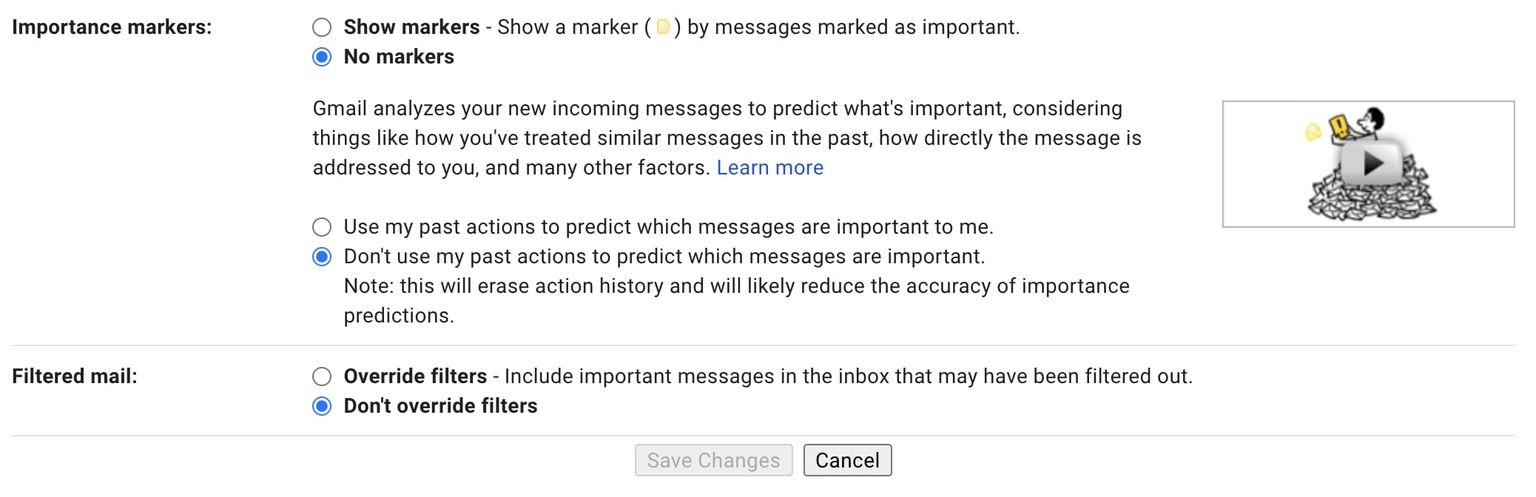 Importance markers:
Show markers - Show a marker ( ) by messages marked as important.
No markers
Gmail analyzes your new incoming messages to predict what's important, considering
things like how you've treated similar messages in the past, how directly the message is
addressed to you, and many other factors. Learn more
Use my past actions to predict which messages are important to me.
Don't use my past actions to predict which messages are important.
Note: this will erase action history and will likely reduce the accuracy of importance
predictions.
Filtered mail:
Override filters - Include important messages in the inbox that may have been filtered out.
Don't override filters
Save Changes
Cancel